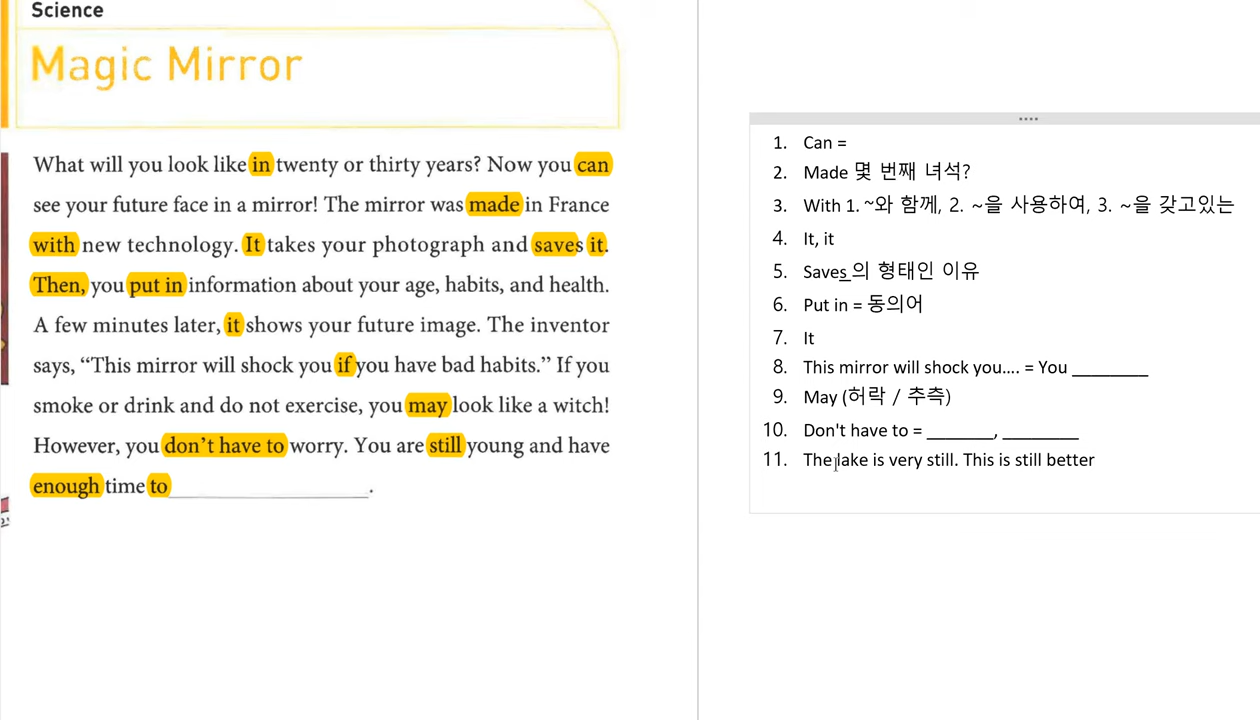 Science
Magic Mirror
What will you look like in twenty or thirty years? Now you can
see your future face in a mirror! The mirror was made in France
with new technology. It takes your photograph and saves it.
Then, you put in information about your age, habits, and health.
A few minutes later, it shows your future image. The inventor
says, “This mirror will shock you if you have bad habits.” If you
smoke or drink and do not exercise, you may look like a witch!
However, you don’t have to worry. You are still young and have
enough time to____________________.
1. Can =
2. Made 몇 번째 녀석?
3. With 1. ~와 함께, 2. ~을 사용하여, 3. ~을 갖고있는
4. It, it
5. Saves 의 형태인 이유
6. Put in = 동의어
7. It
8. This mirror will shock you.... = You ________
9. May (허락 / 추측)
10. Don't have to = _______, ________
11. The lake is very still. This is still better